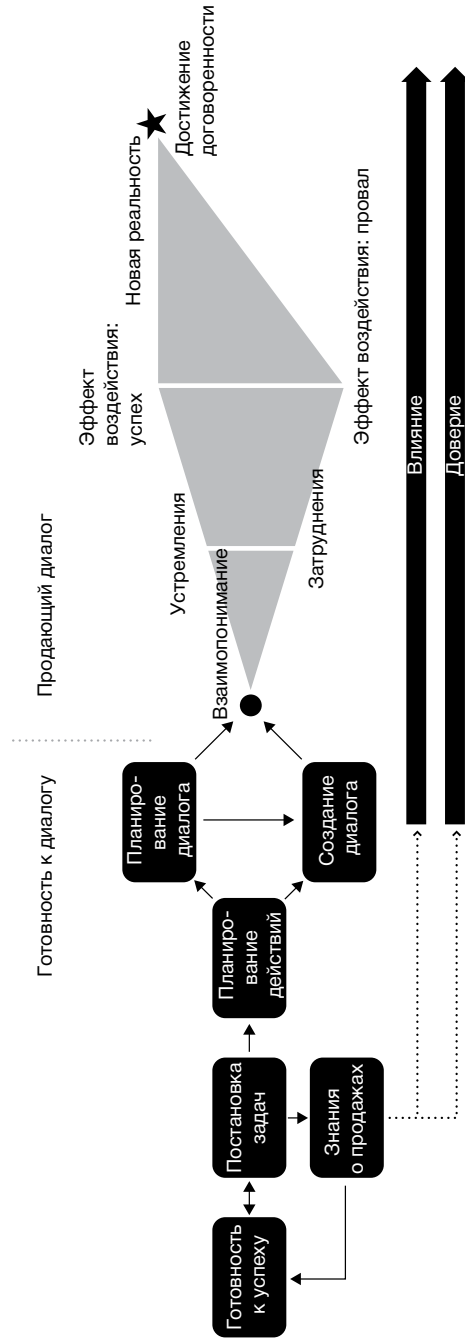 Готовность к диалогу
Продающий диалог
Готовность
к успеху
Постановка
задач
Знания
о продажах
Планиро-
вание
действий
Планиро-
вание
диалога
Создание
диалога
Взаимопонимание
Устремления
Затруднения
Эффект
воздействия:
успех
Эффект воздействия: провал
Новая реальность
Достижение
договоренности
Влияние
Доверие